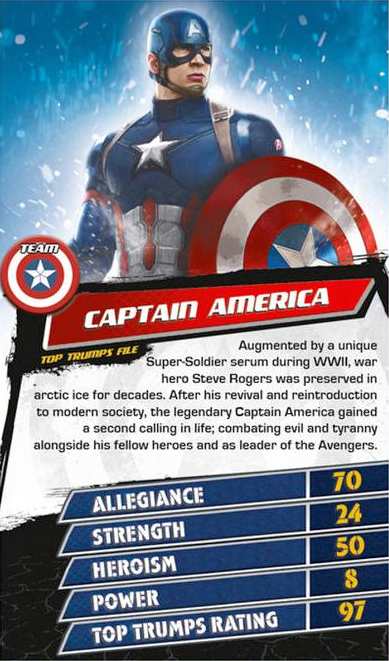 A
TEAM
CAPTAIN AMERICA
TOP TRUMPS FILE
Augmented by a unique
Super-Soldier serum during WWII, war
hero Steve Rogers was preserved in
arctic ice for decades. After his revival and reintroduction
to modern society, the legendary Captain America gained
a second calling in life; combating evil and tyranny
alongside his fellow heroes and as leader of the Avengers.
ALLEGIANCE 70
STRENGTH 24
HEROISM 50
POWER 8
TOP TRUMPS RATING 97